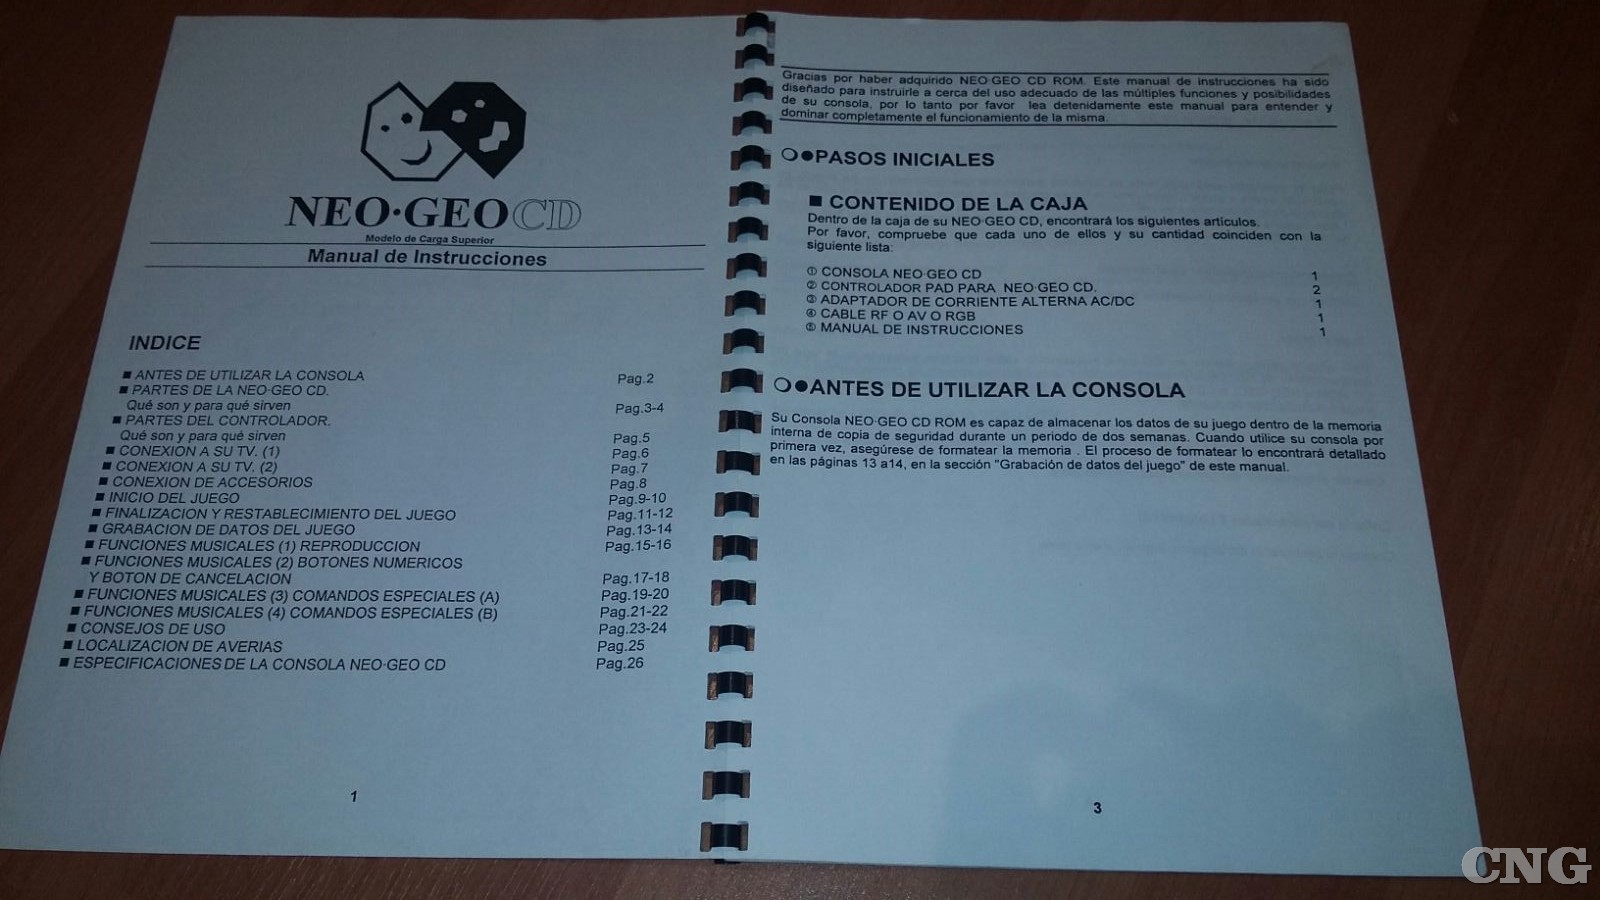 NEO·GEO CD
Modelo de Carga Superior
Manual de Instrucciones
INDICE
■ ANTES DE UTILIZAR LA CONSOLA Pag.2
■ PARTES DE LA NEO·GEO CD.
Qué son y para qué sirven Pag.3-4
■ PARTES DEL CONTROLADOR.
Qué son y para qué sirven Pag.5
■ CONEXION A SU TV. (1) Pag.6
■ CONEXION A SU TV. (2) Pag.7
■ CONEXION DE ACCESORIOS Pag.8
■ INICIO DEL JUEGO Pag.9-10
■ FINALIZACION Y RESTABLECIMIENTO DEL JUEGO Pag.11-12
■ GRABACION DE DATOS DEL JUEGO Pag.13-14
■ FUNCIONES MUSICALES (1) REPRODUCCION Pag.15-16
■ FUNCIONES MUSICALES (2) BOTONES NUMERICOS
Y BOTON DE CANCELACION Pag.17-18
■ FUNCIONES MUSICALES (3) COMANDOS ESPECIALES (A) Pag.19-20
■ FUNCIONES MUSICALES (4) COMANDOS ESPECIALES (B) Pag.21-22
■ CONSEJOS DE USO Pag.23-24
■ LOCALIZACION DE AVERIAS Pag.25
■ ESPECIFICACIONES DE LA CONSOLA NEO·GEO CD Pag.26
1
Gracias por haber adquirido NEO·GEO CD ROM. Este manual de instrucciones ha sido
diseñado para instruirle a cerca del uso adecuado de las múltiples funciones y posibilidades
de su consola, por lo tanto por favor lea detenidamente este manual para entender y
dominar completamente el funcionamiento de la misma.
❍●PASOS INICIALES
■ CONTENIDO DE LA CAJA
Dentro de la caja de su NEO·GEO CD, encontrará los siguientes artículos.
Por favor, compruebe que cada uno de ellos y su cantidad coinciden con la
siguiente lista:
① CONSOLA NEO·GEO CD 1
② CONTROLADOR PAD PARA NEO·GEO CD. 2
③ ADAPTADOR DE CORRIENTE ALTERNA AC/DC 1
④ CABLE RF O AV O RGB 1
⑤ MANUAL DE INSTRUCCIONES 1
❍●ANTES DE UTILIZAR LA CONSOLA
Su Consola NEO·GEO CD ROM es capaz de almacenar los datos de su juego dentro de la memoria
interna de copia de seguridad durante un periodo de dos semanas. Cuando utilice su consola por
primera vez, asegúrese de formatear la memoria . El proceso de formatear lo encontrará detallado
en las páginas 13 a14, en la sección "Grabación de datos del juego" de este manual.
3
CNG